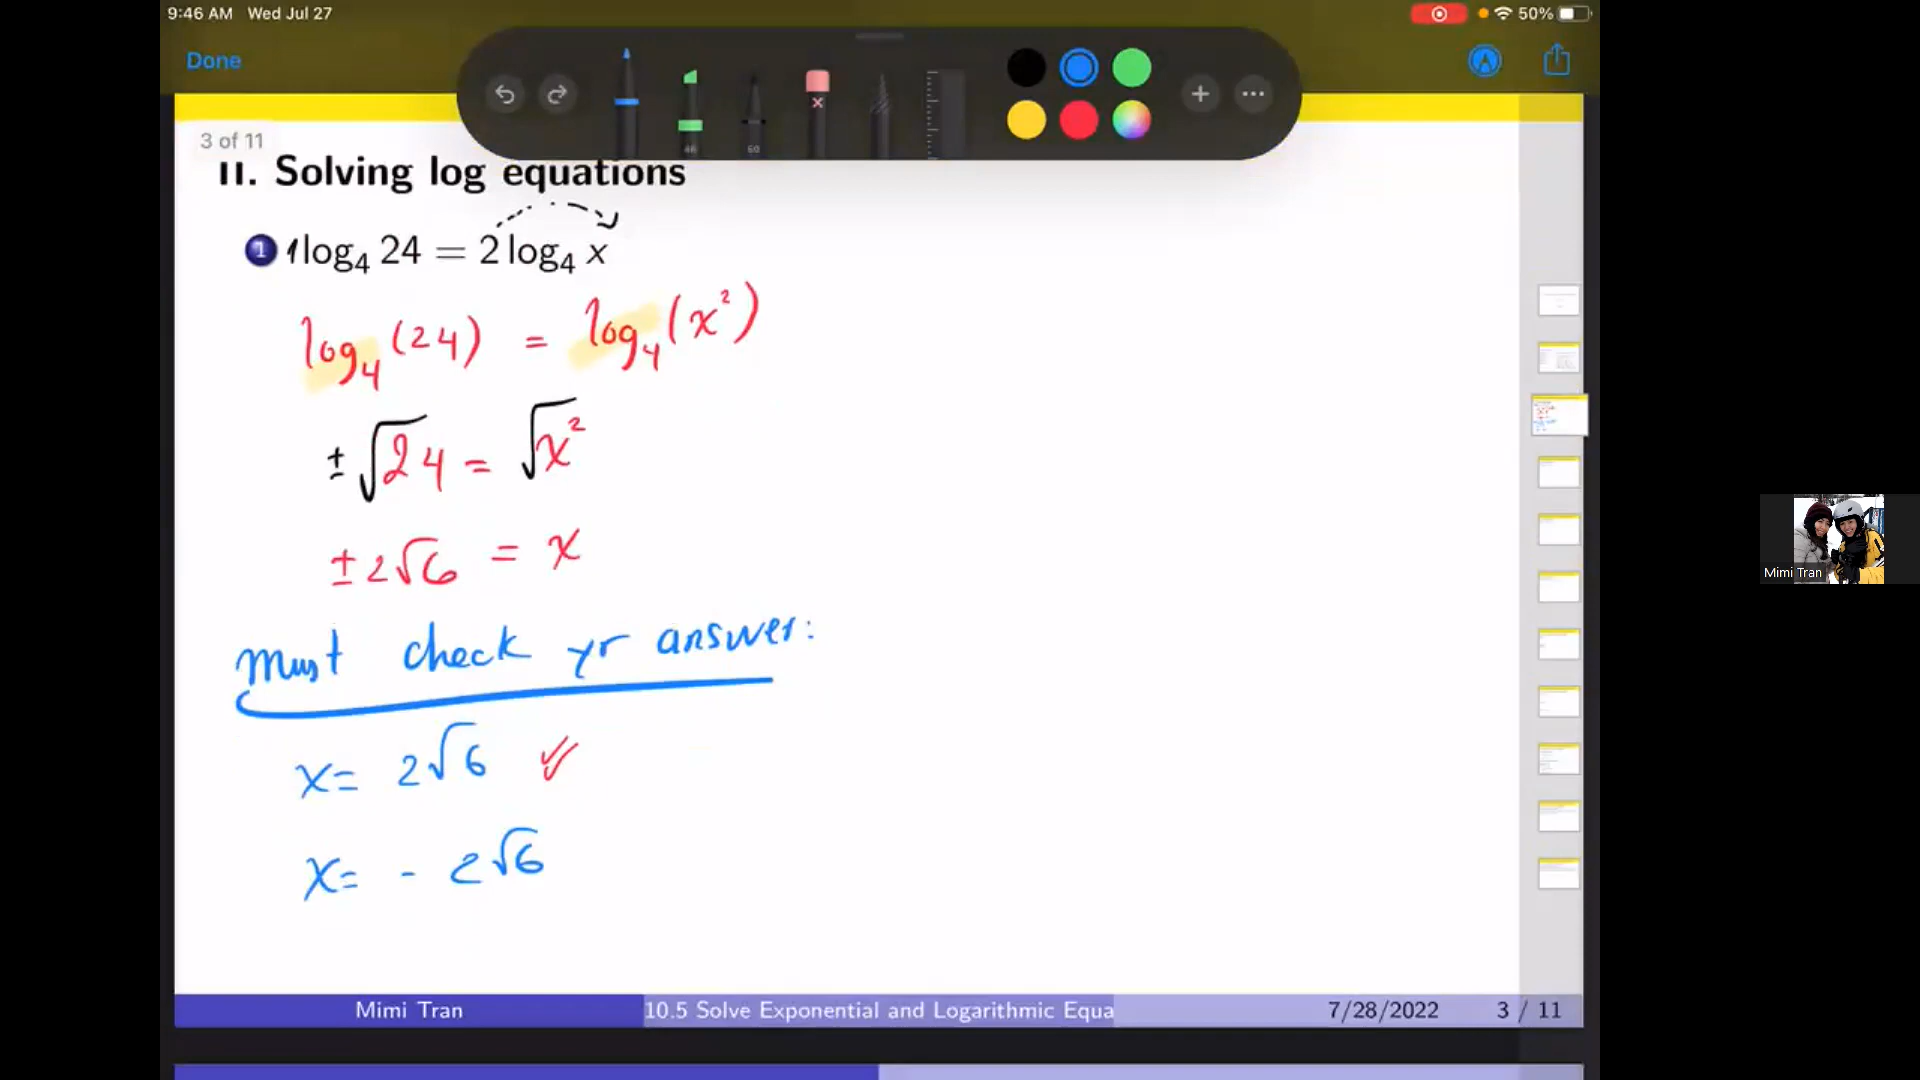 9:46 AM Wed Jul 27
50%
Done
3 of 11
II. Solving log equations
1 1log₄ 24 = 2 log₄ x
log₄(24) = log₄(x²)
±√24 = √x²
±2√6 = x
must check yr answer:
x = 2√6 ✓✓
x = - 2√6
Mimi Tran
Mimi Tran 10.5 Solve Exponential and Logarithmic Equa 7/28/2022 3 / 11